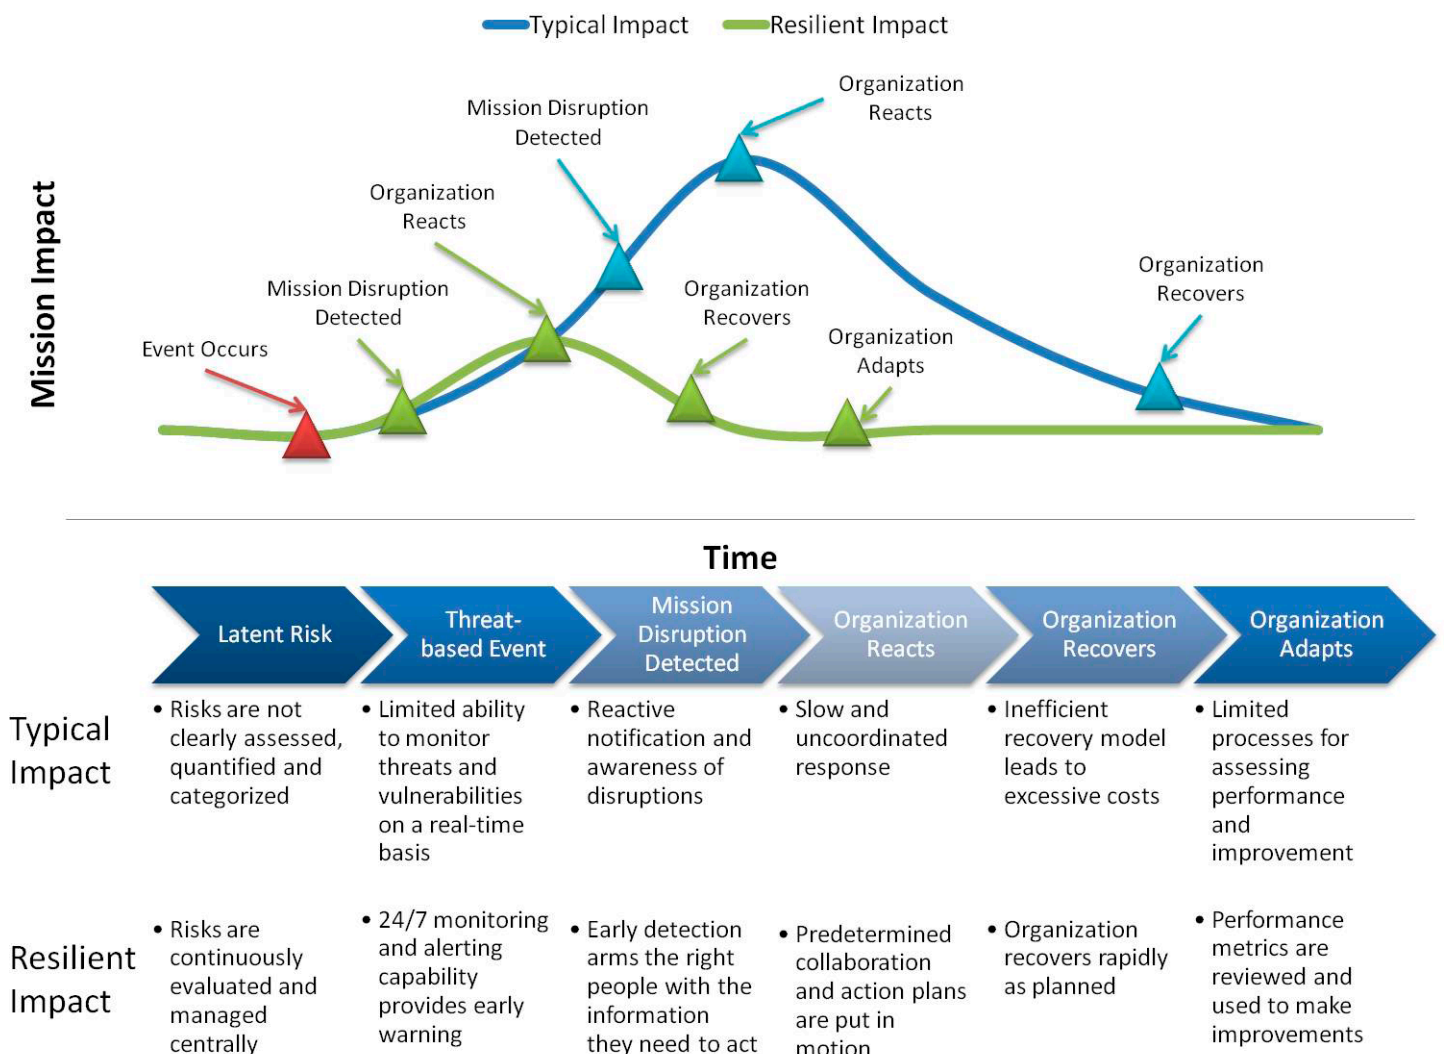 Typical Impact
Resilient Impact
Organization
Reacts
Mission Disruption
Detected
Organization
Reacts
Mission Disruption
Detected
Event Occurs
Organization
Recovers
Organization
Adapts
Organization
Recovers
Mission Impact
Time
Latent Risk
Threat-
based Event
Mission
Disruption
Detected
Organization
Reacts
Organization
Recovers
Organization
Adapts
Typical
Impact
• Risks are not
clearly assessed,
quantified and
categorized
• Limited ability
to monitor
threats and
vulnerabilities
on a real-time
basis
• Reactive
notification and
awareness of
disruptions
• Slow and
uncoordinated
response
• Inefficient
recovery model
leads to
excessive costs
• Limited
processes for
assessing
performance
and
improvement
Resilient
Impact
• Risks are
continuously
evaluated and
managed
centrally
• 24/7 monitoring
and alerting
capability
provides early
warning
• Early detection
arms the right
people with the
information
they need to act
• Predetermined
collaboration
and action plans
are put in
motion
• Organization
recovers rapidly
as planned
• Performance
metrics are
reviewed and
used to make
improvements